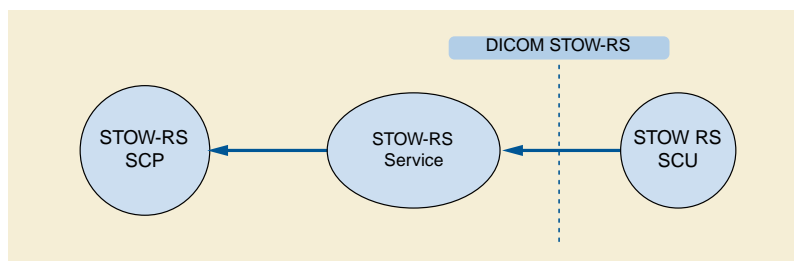 DICOM STOW-RS
STOW-RS
SCP
STOW-RS
Service
STOW RS
SCU